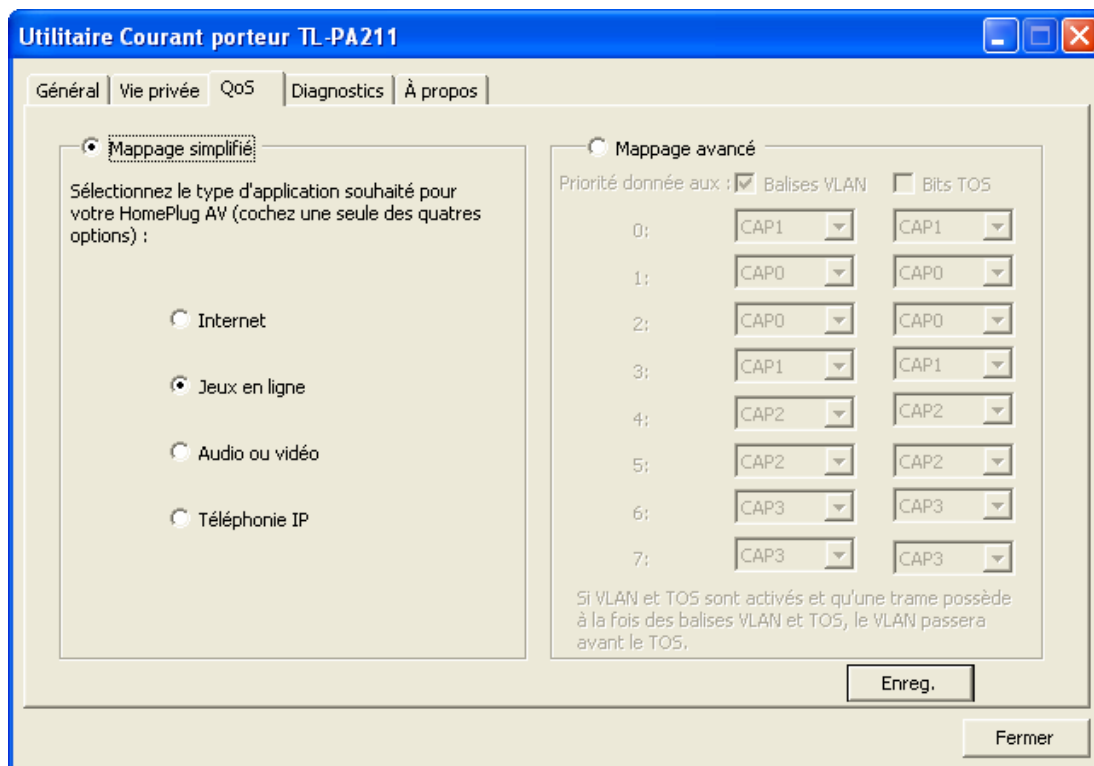 Utilitaire Courant porteur TL-PA211
Général
Vie privée
QoS
Diagnostics
À propos
Mappage simplifié
Sélectionnez le type d'application souhaité pour
votre HomePlug AV (cochez une seule des quatres
options) :
Internet
Jeux en ligne
Audio ou vidéo
Téléphonie IP
Mappage avancé
Priorité donnée aux : Balises VLAN Bits TOS
0: CAP1 CAP1
1: CAP0 CAP0
2: CAP0 CAP0
3: CAP1 CAP1
4: CAP2 CAP2
5: CAP2 CAP2
6: CAP3 CAP3
7: CAP3 CAP3
Si VLAN et TOS sont activés et qu'une trame possède
à la fois des balises VLAN et TOS, le VLAN passera
avant le TOS.
Enreg.
Fermer